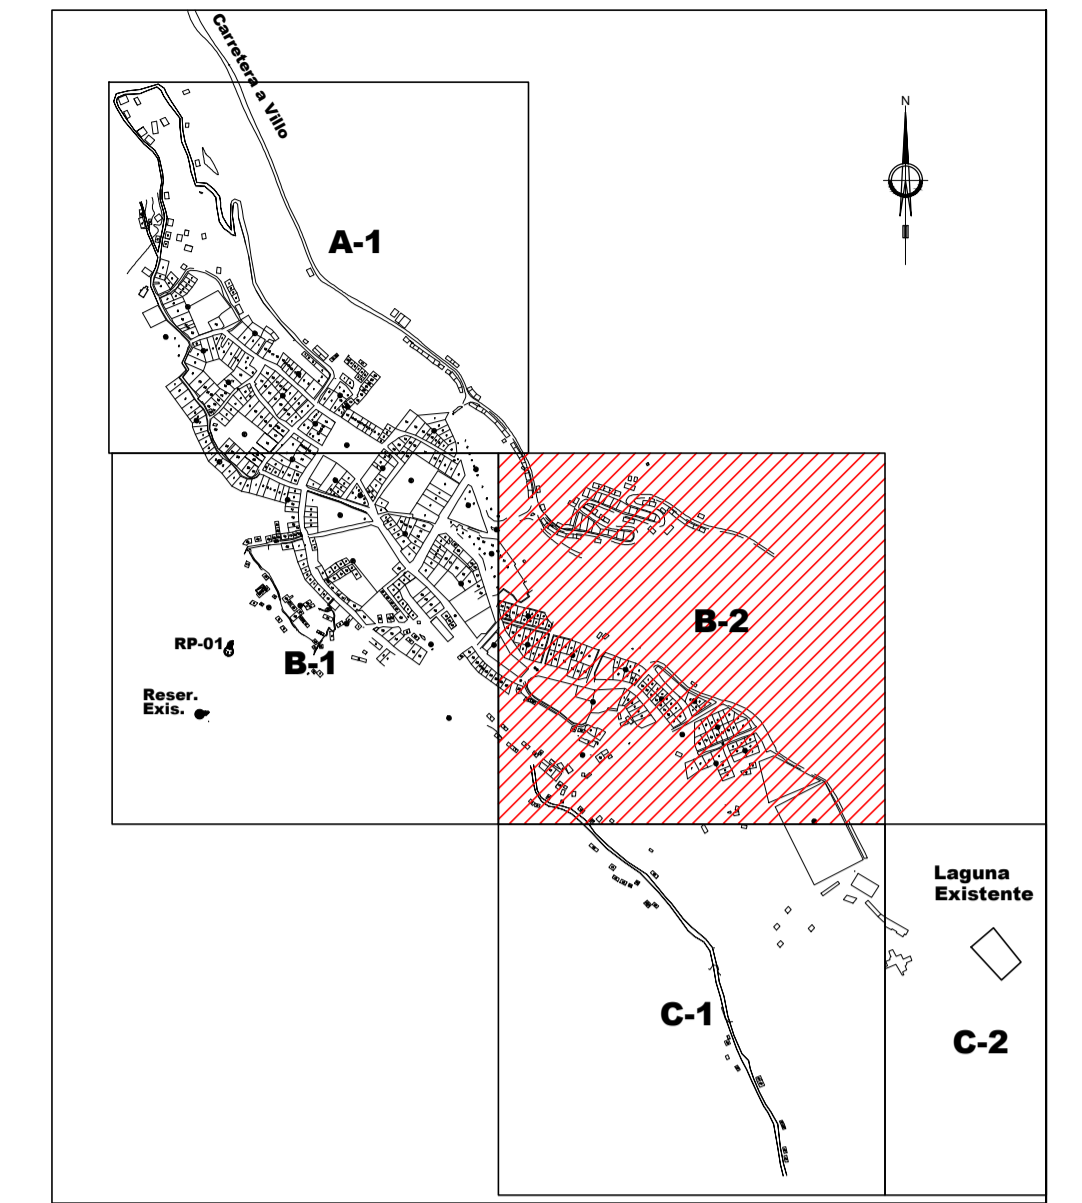 Carretera a Villo
N
A-1
B-2
RP-01
B-1
Reser.
Exis.
Laguna
Existente
C-1
C-2